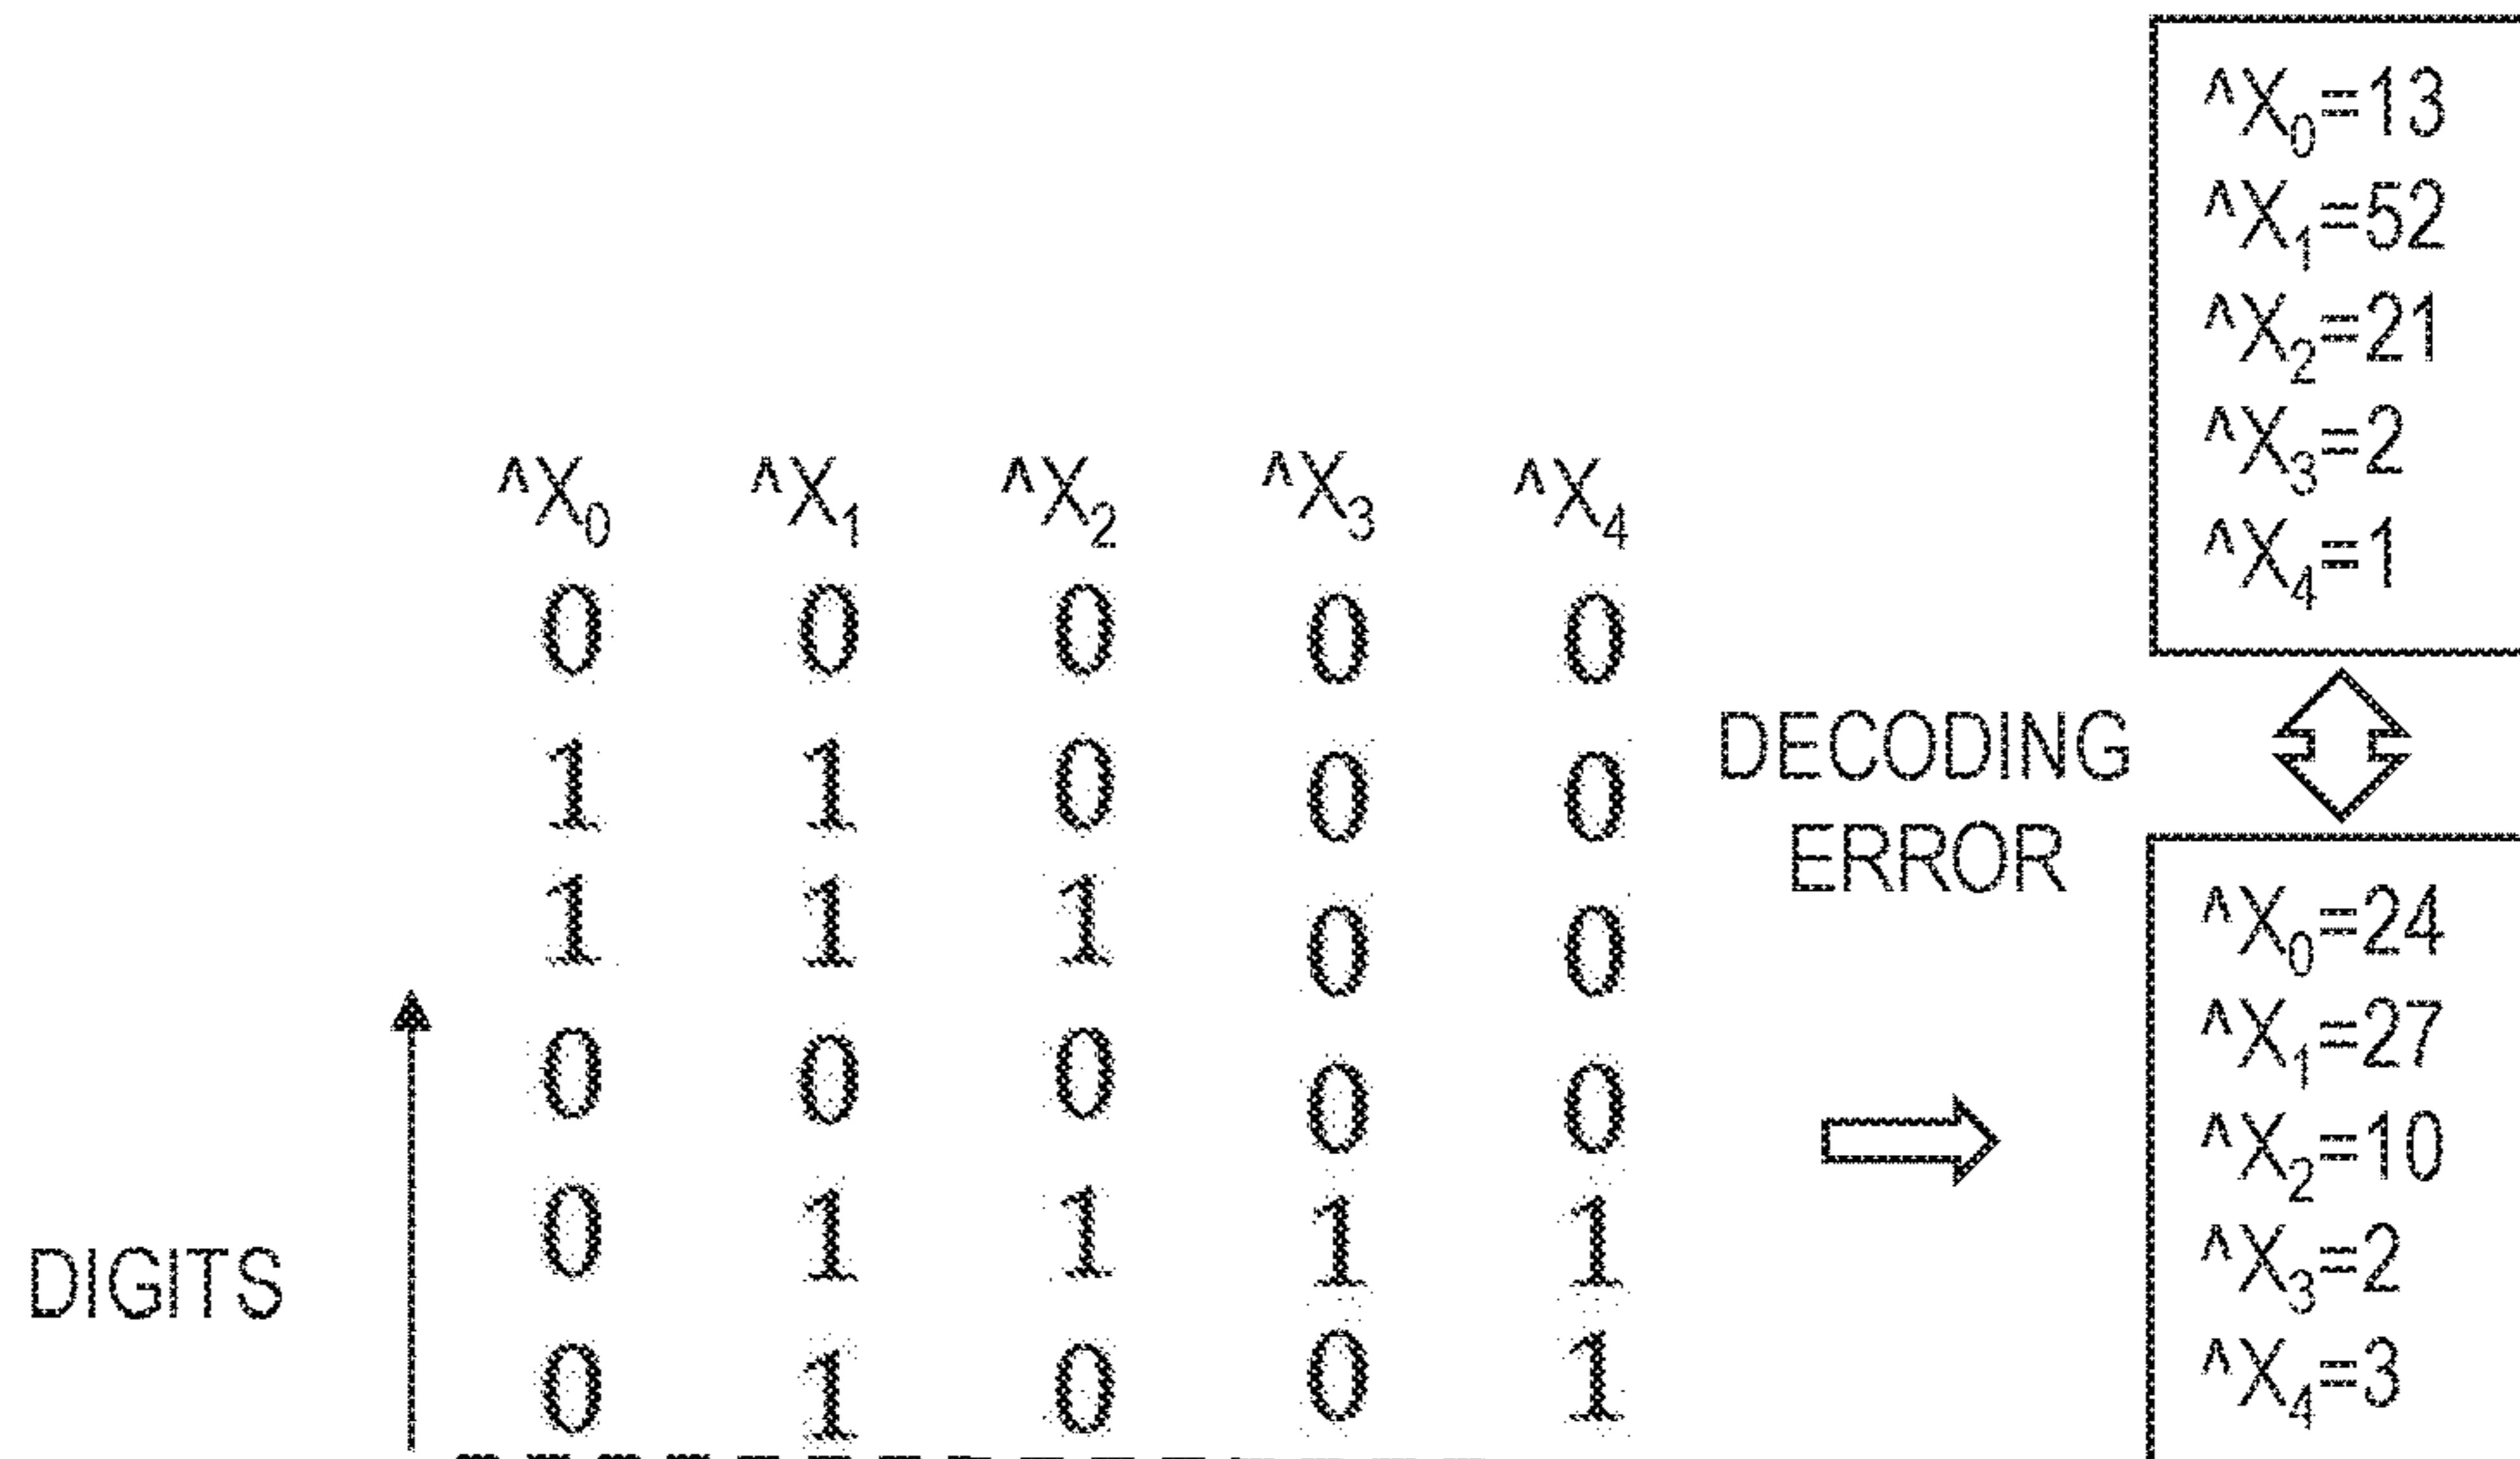 ^X0=13
^X1=52
^X2=21
^X3=2
^X4=1
^X0 ^X1 ^X2 ^X3 ^X4
0 0 0 0 0
1 1 0 0 0
1 1 1 0 0
0 0 0 0 0
0 1 1 1 1
0 1 0 0 1
DIGITS
DECODING
ERROR
^X0=24
^X1=27
^X2=10
^X3=2
^X4=3